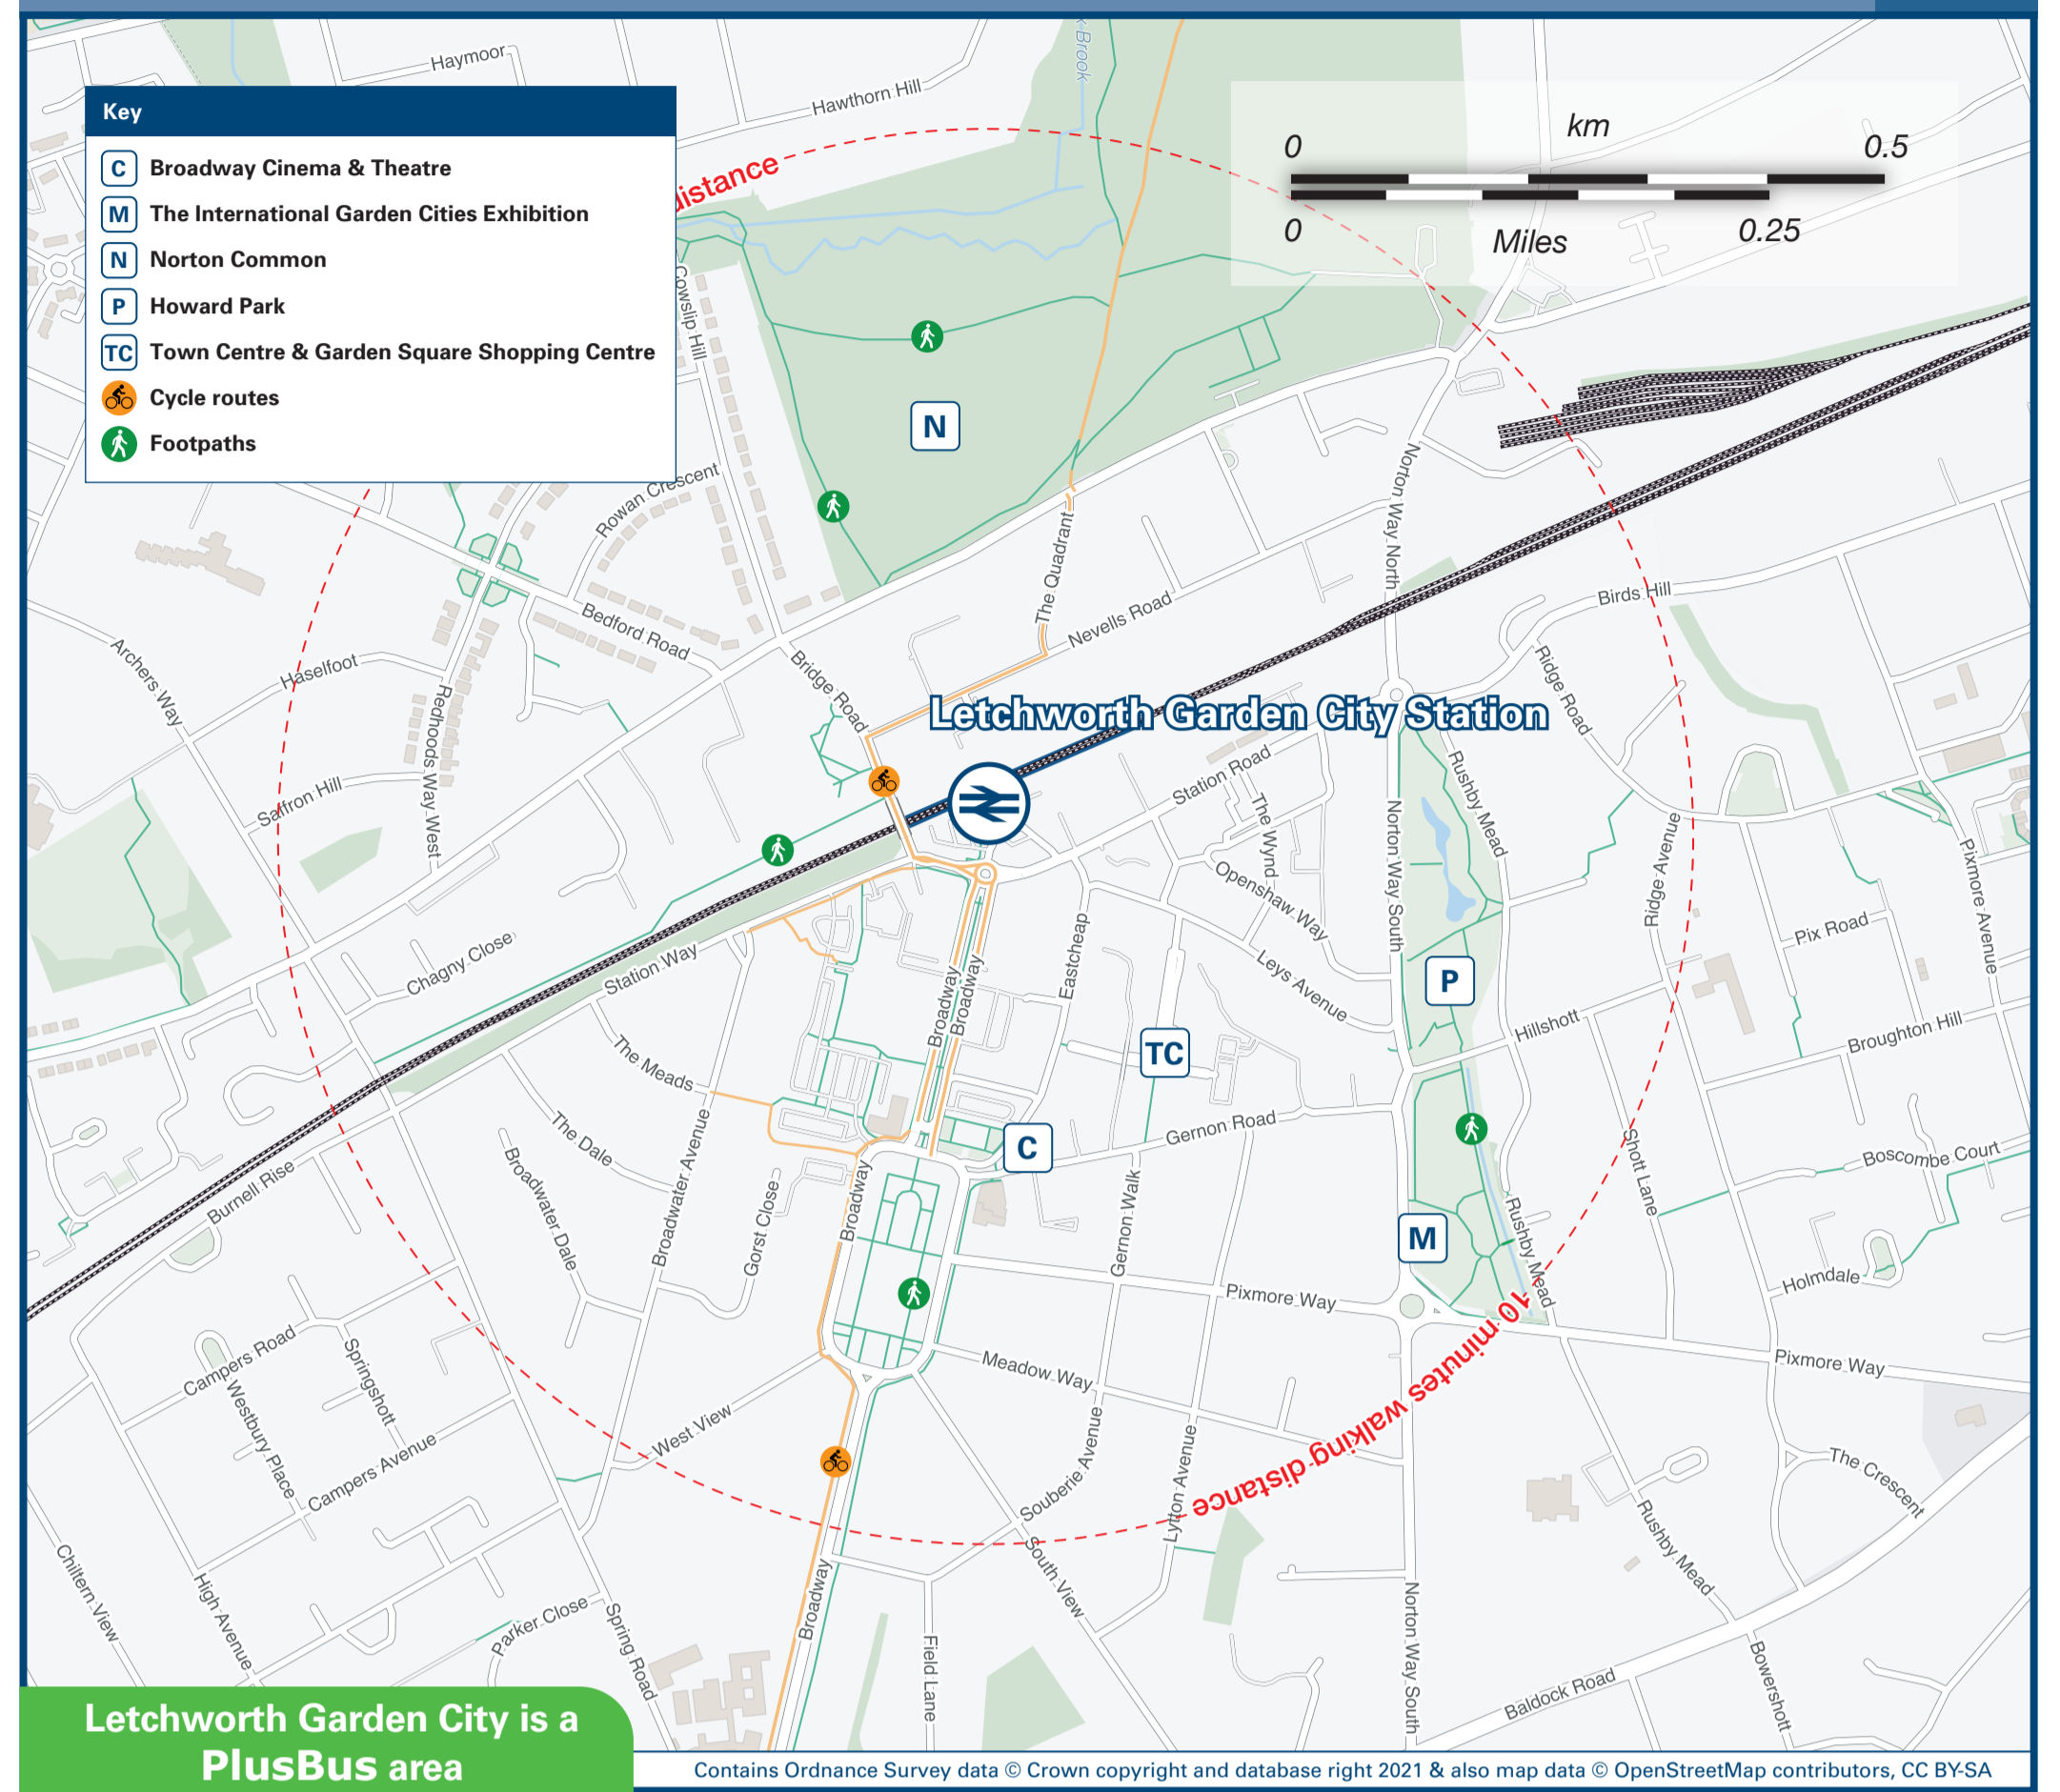 Key
C Broadway Cinema & Theatre
M The International Garden Cities Exhibition
N Norton Common
P Howard Park
TC Town Centre & Garden Square Shopping Centre
Cycle routes
Footpaths
km
0 0.5
0 0.25
Miles
Haymoor
Hawthorn Hill
Brook
distance
Cowslip Hill
N
Rowan Crescent
Norton Way North
The Quadrant
Bedford Road
Nevells Road
Birds Hill
Archers Way
Haselfoot
Redhoods Way West
Bridge Road
Ridge Road
Letchworth Garden City Station
Saffron Hill
Station Road
The Wynd
Rushby Mead
Norton Way South
Openshaw Way
Ridge Avenue
Pixmore Avenue
Pix Road
Chagny Close
Station Way
Eastcheap
Leys Avenue
P
Broadway
Broadway
The Meads
TC
Hillshott
Broughton Hill
The Dale
Broadwater Avenue
C
Gernon Road
Shott Lane
Boscombe Court
Burnell Rise
Broadwater Dale
Gorst Close
Broadway
Gernon Walk
M
Rushby Mead
Holmdale
Pixmore Way
Campers Road
Springshott
Westbury Place
Meadow Way
10 minutes walking distance
Pixmore Way
West View
Campers Avenue
Souberie Avenue
Lytton Avenue
The Crescent
Rushby Mead
Chiltern View
High Avenue
Parker Close
Spring Road
Broadway
South View
Field Lane
Norton Way South
Baldock Road
Bowershott
Letchworth Garden City is a
PlusBus area
Contains Ordnance Survey data © Crown copyright and database right 2021 & also map data © OpenStreetMap contributors, CC BY-SA